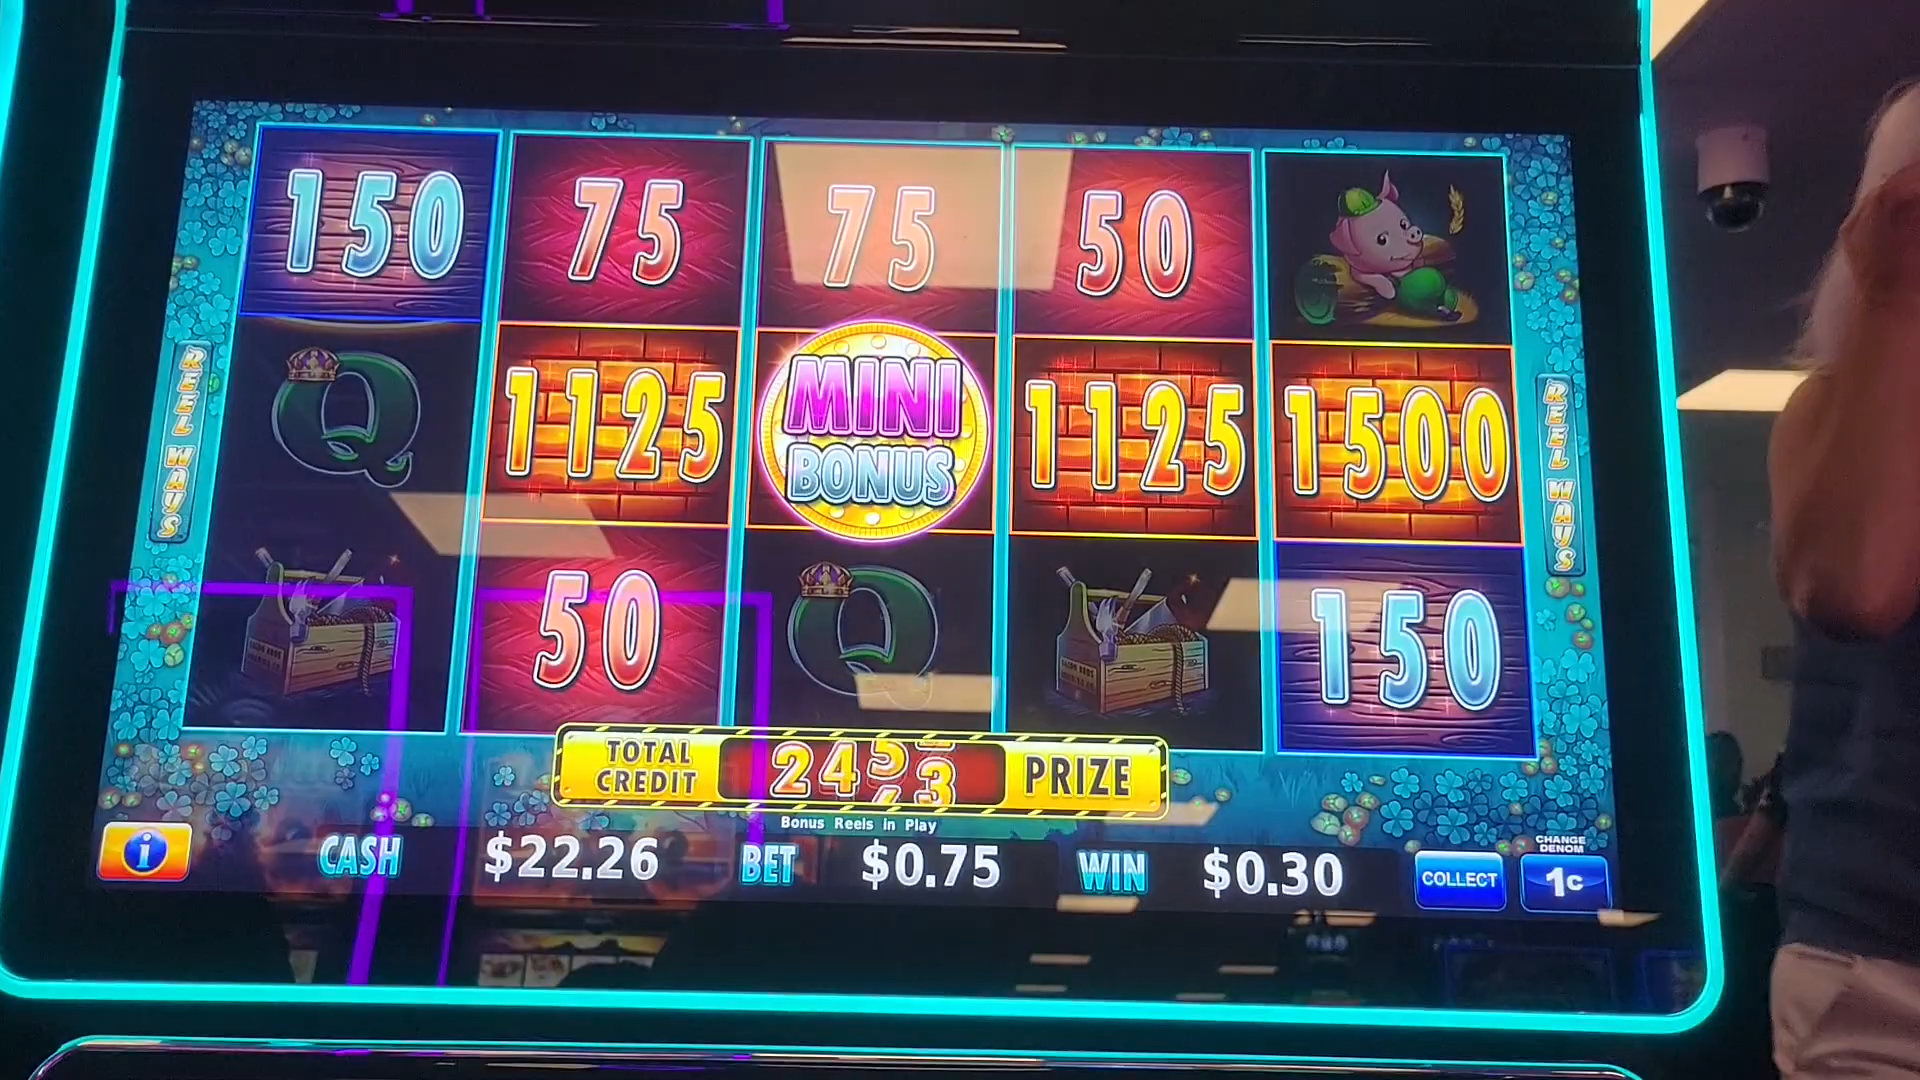 150
75
75
50
REEL WAYS
Q
1125
MINI
BONUS
1125
1500
REEL WAYS
50
Q
150
TOTAL
CREDIT
PRIZE
Bonus Reels in Play
i
CASH
$22.26
BET
$0.75
WIN
$0.30
COLLECT
CHANGE
DENOM
1c